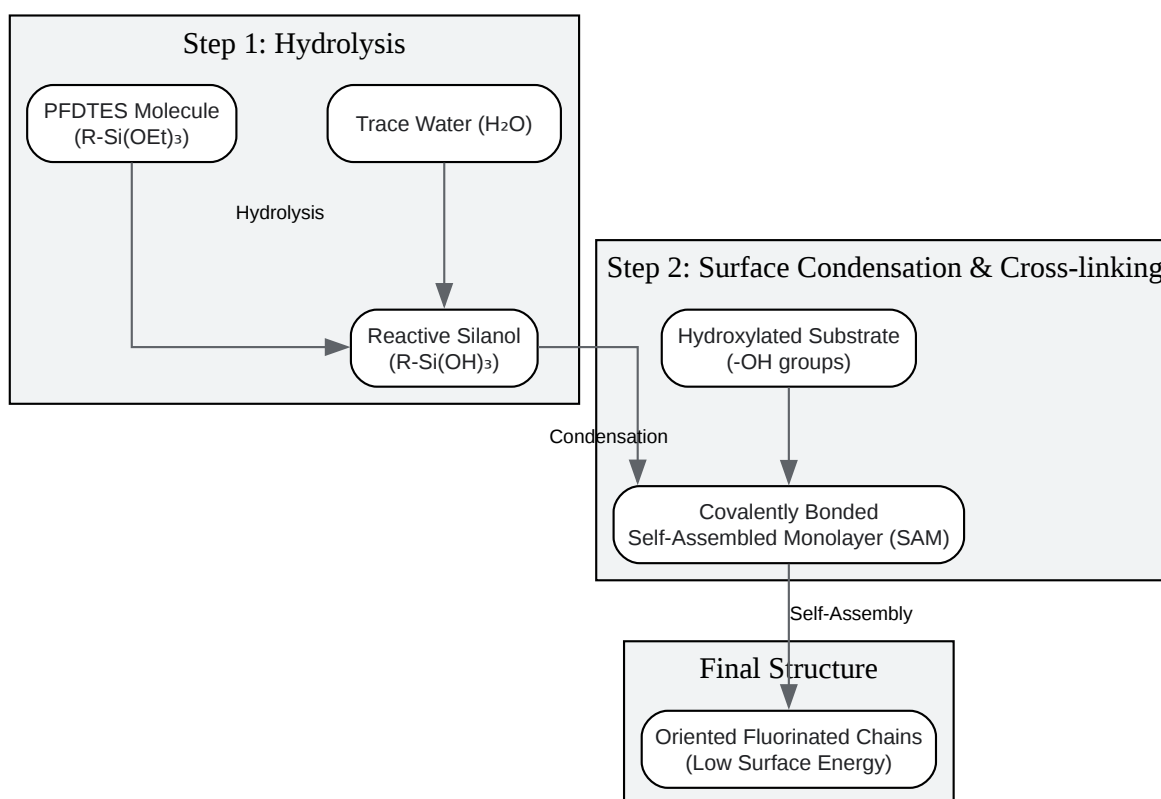 Step 1: Hydrolysis
PFDTES Molecule
(R-Si(OEt)₃)
Trace Water (H₂O)
Hydrolysis
Reactive Silanol
(R-Si(OH)₃)
Step 2: Surface Condensation & Cross-linking
Hydroxylated Substrate
(-OH groups)
Condensation
Covalently Bonded
Self-Assembled Monolayer (SAM)
Self-Assembly
Final Structure
Oriented Fluorinated Chains
(Low Surface Energy)